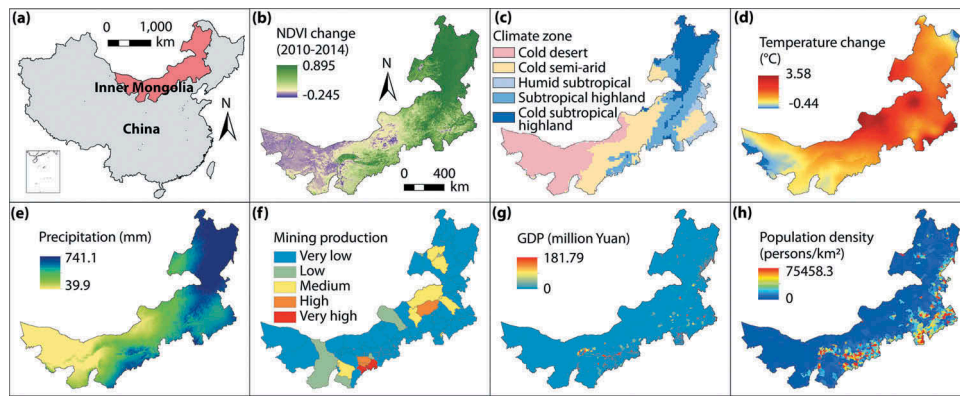 (a)
0 1,000
km
Inner Mongolia
N
China
(b)
NDVI change
(2010-2014)
0.895
-0.245
N
0 400
km
(c)
Climate zone
Cold desert
Cold semi-arid
Humid subtropical
Subtropical highland
Cold subtropical
highland
(d)
Temperature change
(°C)
3.58
-0.44
(e)
Precipitation (mm)
741.1
39.9
(f)
Mining production
Very low
Low
Medium
High
Very high
(g)
GDP (million Yuan)
181.79
0
(h)
Population density
(persons/km²)
75458.3
0